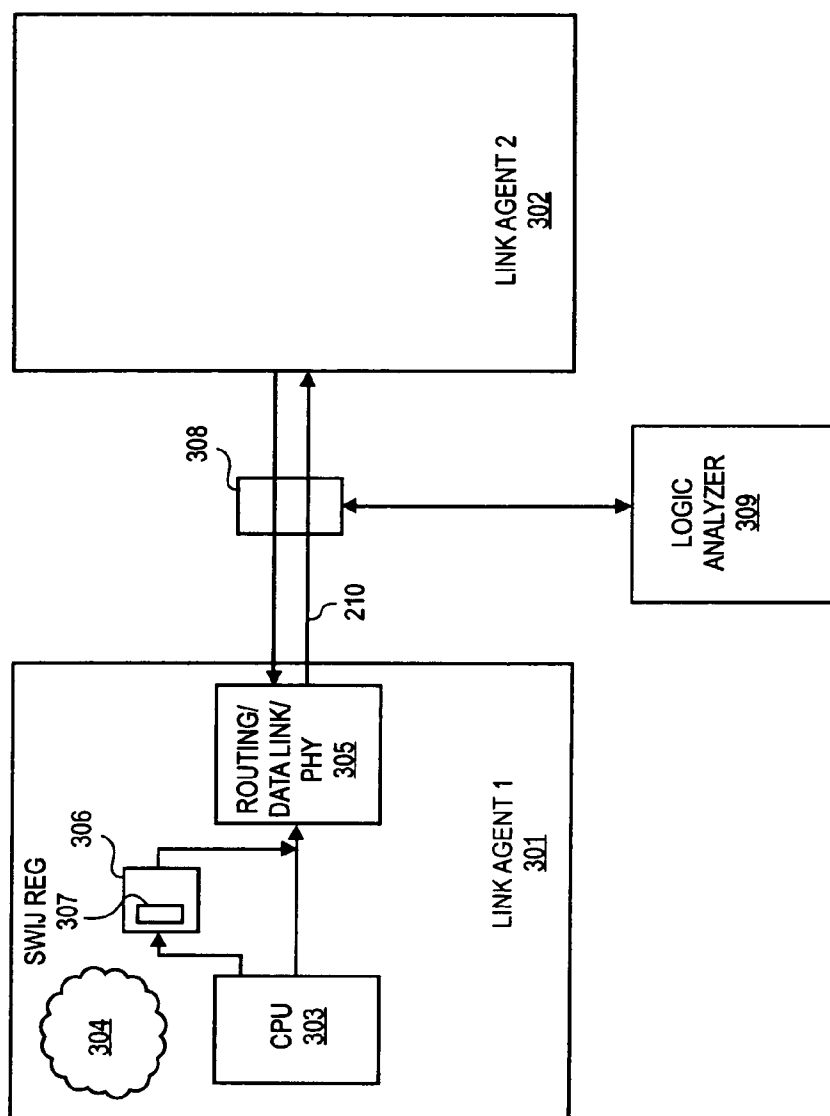 SWIJ REG
306
307
304
CPU
303
ROUTING/
DATA LINK/
PHY
305
LINK AGENT 1
301
210
308
LOGIC
ANALYZER
309
LINK AGENT 2
302